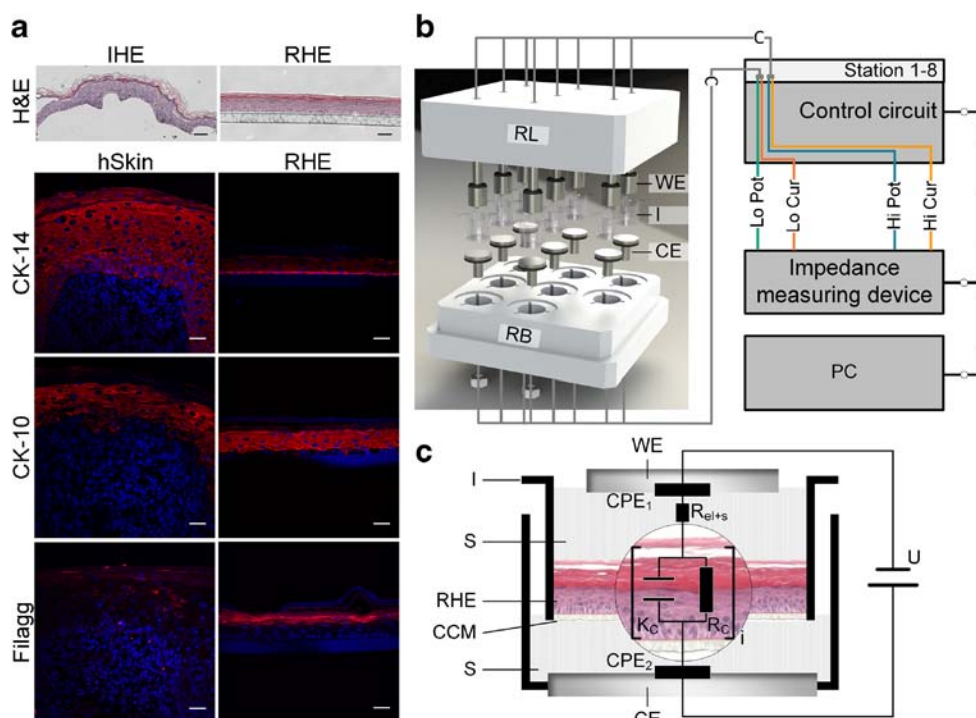 a
IHE
RHE
H&E
hSkin
RHE
CK-14
CK-10
Filagg
b
C
C
RL
WE
I
CE
RB
Station 1-8
Control circuit
Lo Pot
Lo Cur
Hi Pot
Hi Cur
Impedance
measuring device
PC
c
WE
I
CPE1
Rel+s
S
U
RHE
KC
RC
i
CCM
CPE2
S
CE